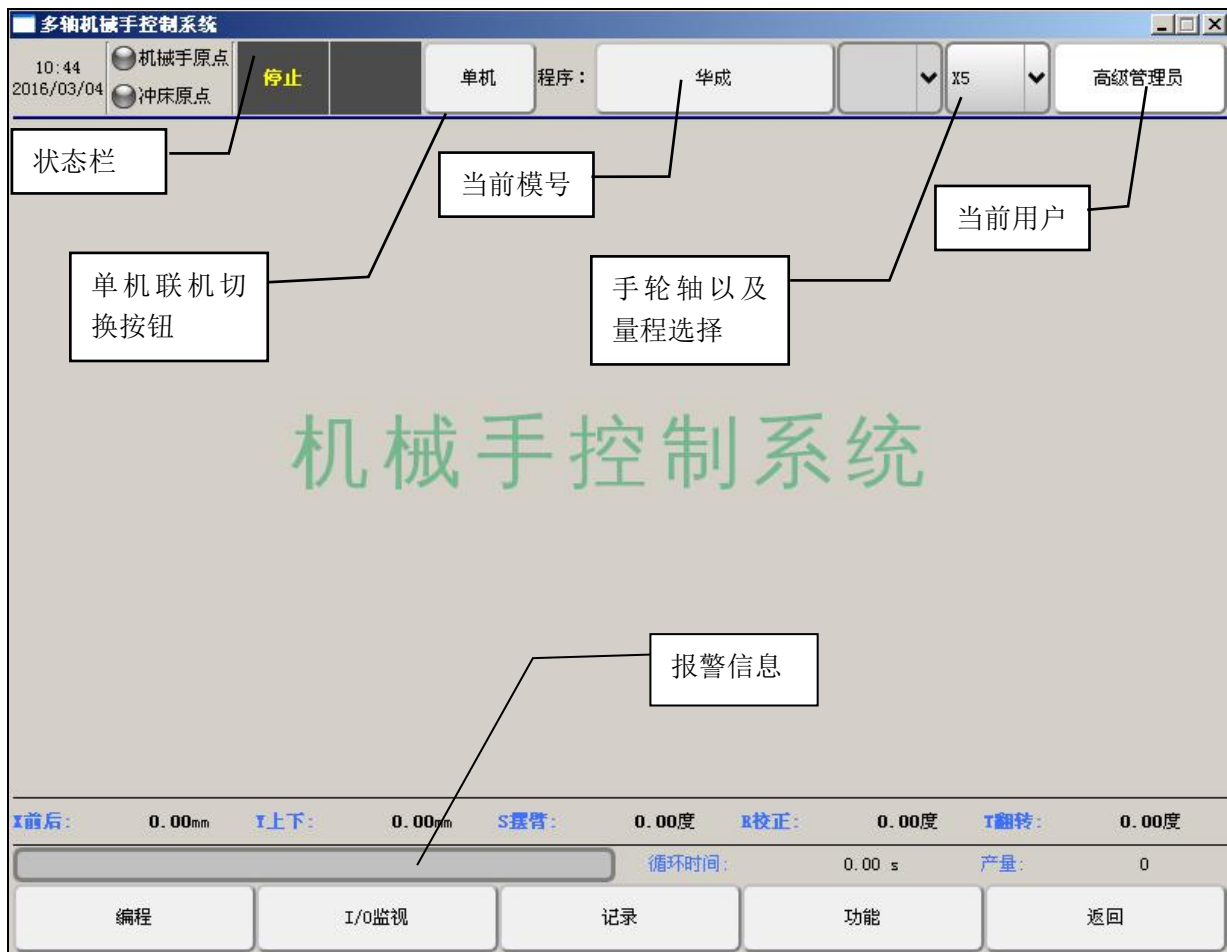 多轴机械手控制系统
10:44
2016/03/04
机械手原点
冲床原点
停止
单机
程序：
华成
X5
高级管理员
状态栏
当前模号
当前用户
单机联机切
换按钮
手轮轴以及
量程选择
机械手控制系统
报警信息
X前后: 0.00mm Y上下: 0.00mm S摆臂: 0.00度 R校正: 0.00度 T翻转: 0.00度
循环时间: 0.00 s 产量: 0
编程 I/O监视 记录 功能 返回